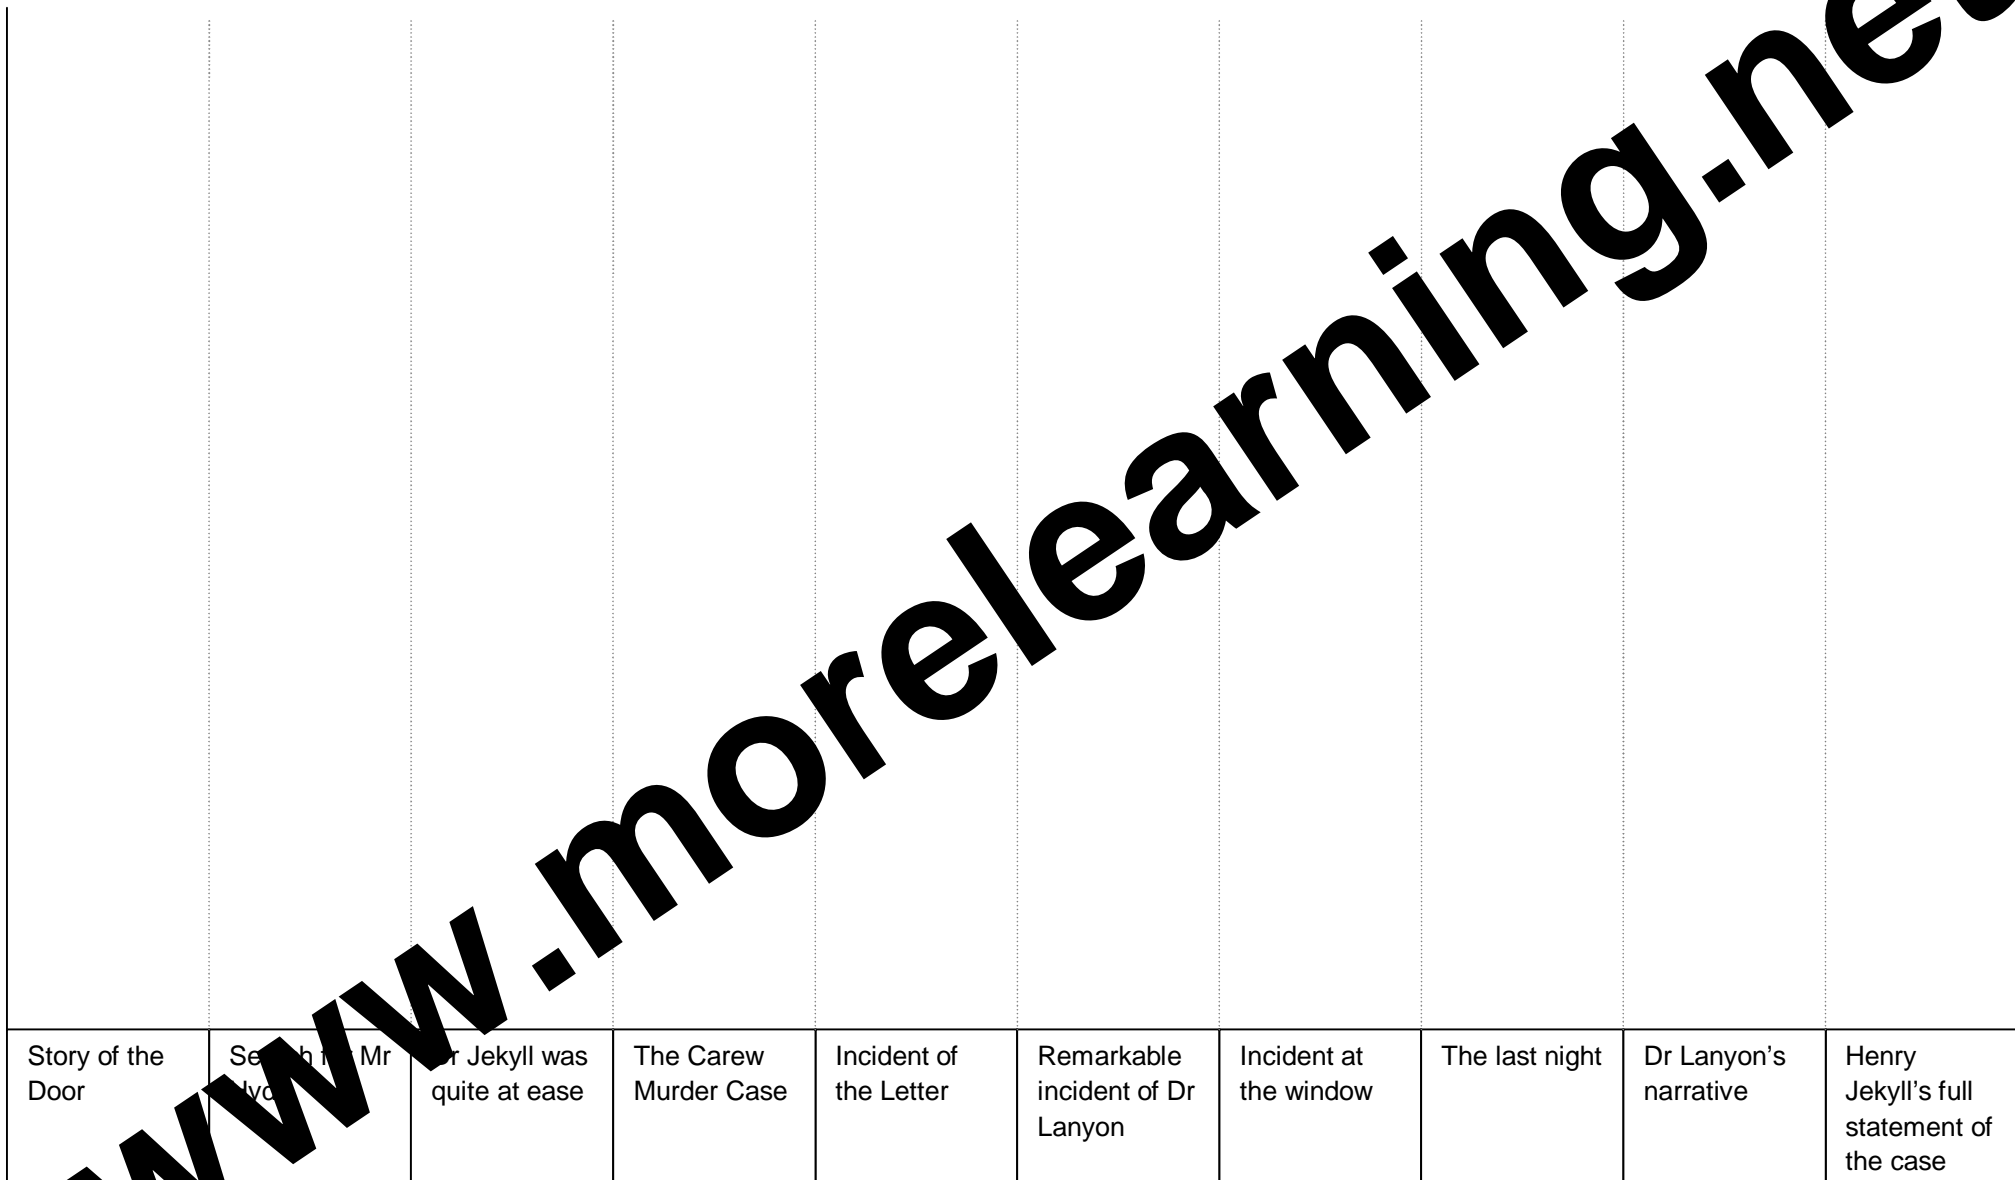 www.morelearning.net
Story of the
Door
Mr
Jekyll was
quite at ease
The Carew
Murder Case
Incident of
the Letter
Remarkable
incident of Dr
Lanyon
Incident at
the window
The last night
Dr Lanyon’s
narrative
Henry
Jekyll’s full
statement of
the case